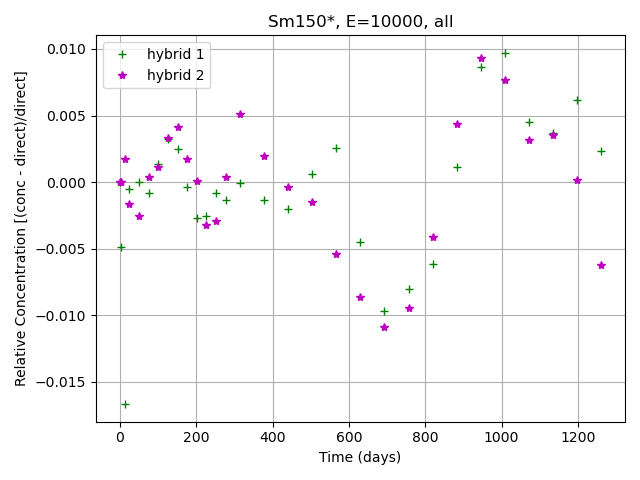 Sm150*, E=10000, all
hybrid 1
hybrid 2
0.010
0.005
0.000
−0.005
−0.010
−0.015
Relative Concentration [(conc - direct)/direct]
0 200 400 600 800 1000 1200
Time (days)